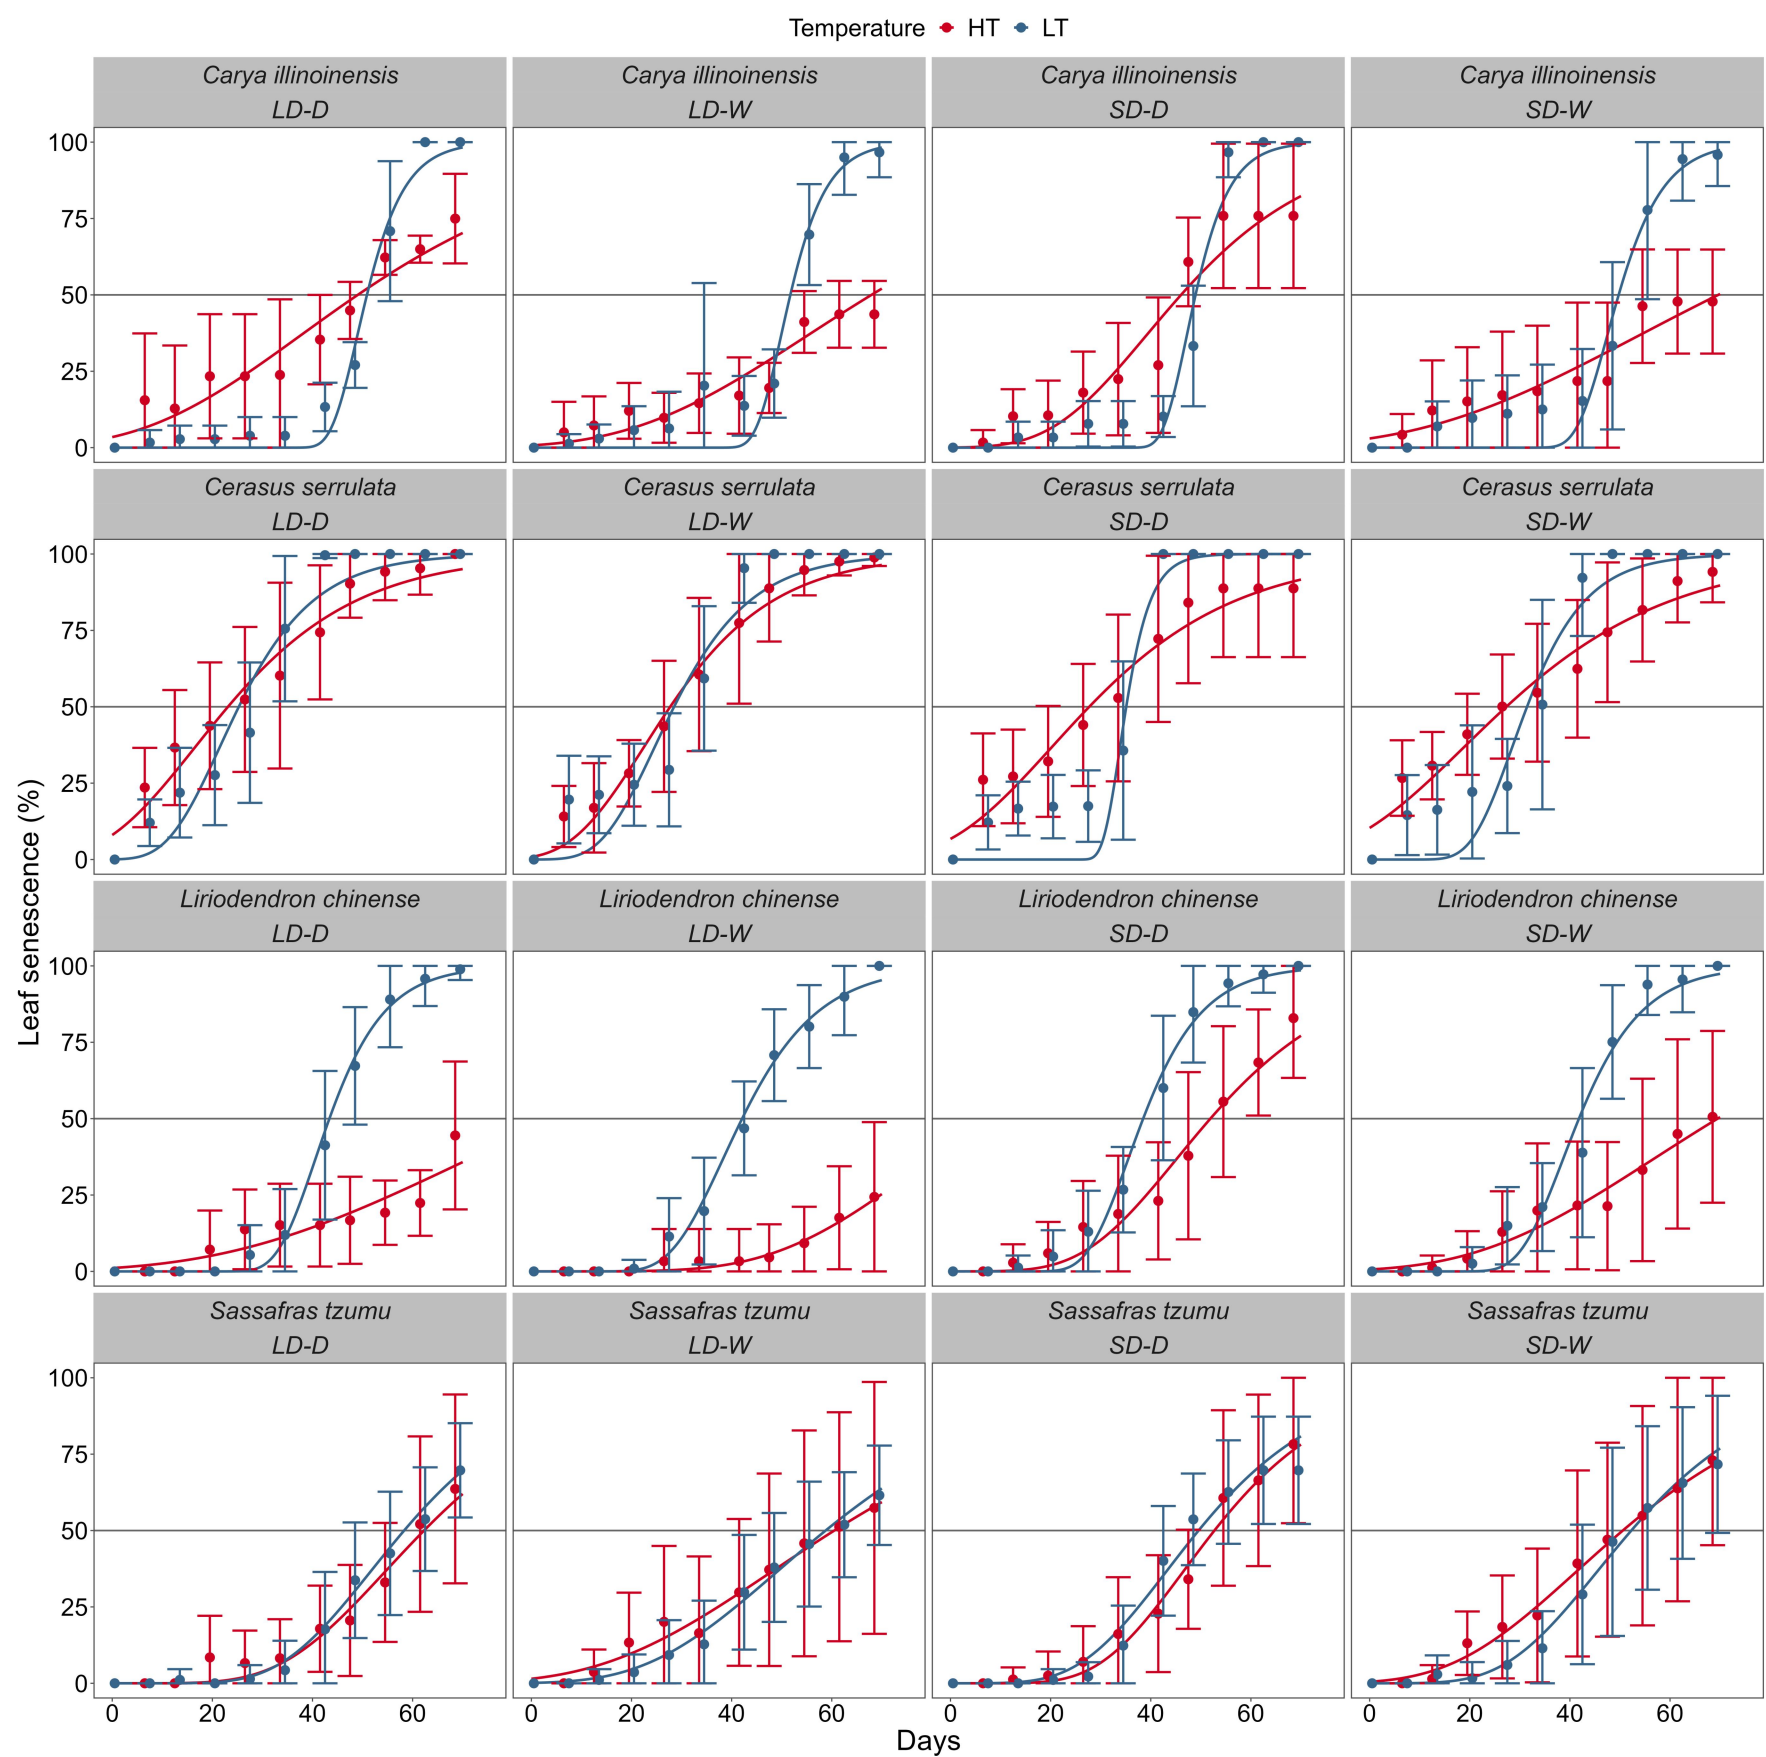 Temperature HT LT
Carya illinoinensis Carya illinoinensis Carya illinoinensis Carya illinoinensis
LD-D LD-W SD-D SD-W
100
75
50
25
0
Cerasus serrulata Cerasus serrulata Cerasus serrulata Cerasus serrulata
LD-D LD-W SD-D SD-W
100
75
50
25
0
Leaf senescence (%)
Liriodendron chinense Liriodendron chinense Liriodendron chinense Liriodendron chinense
LD-D LD-W SD-D SD-W
100
75
50
25
0
Sassafras tzumu Sassafras tzumu Sassafras tzumu Sassafras tzumu
LD-D LD-W SD-D SD-W
100
75
50
25
0
0 20 40 60 0 20 40 60 0 20 40 60 0 20 40 60
Days